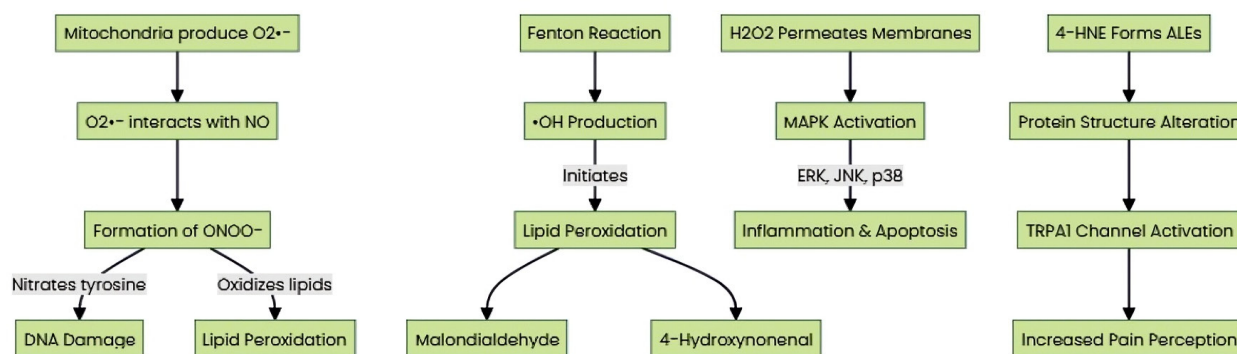 Mitochondria produce O2•-
O2•- interacts with NO
Formation of ONOO-
Nitrates tyrosine
Oxidizes lipids
DNA Damage
Lipid Peroxidation
Fenton Reaction
•OH Production
Initiates
Lipid Peroxidation
Malondialdehyde
4-Hydroxynonenal
H2O2 Permeates Membranes
MAPK Activation
ERK, JNK, p38
Inflammation & Apoptosis
4-HNE Forms ALEs
Protein Structure Alteration
TRPA1 Channel Activation
Increased Pain Perception